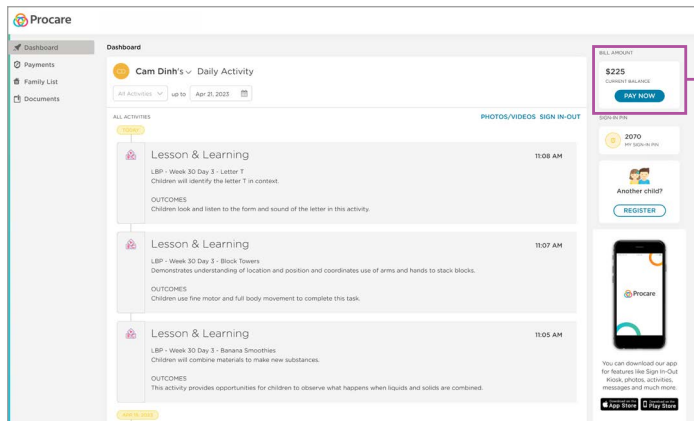 Procare
Dashboard
Payments
Family List
Documents
Dashboard
Cam Dinh's Daily Activity
All Activities up to Apr 21, 2023
ALL ACTIVITIES PHOTOS/VIDEOS SIGN IN-OUT
TODAY
Lesson & Learning 11:08 AM
LBP - Week 30 Day 3 - Letter T
Children will identify the letter T in context.
OUTCOMES
Children look and listen to the form and sound of the letter in this activity.
Lesson & Learning 11:07 AM
LBP - Week 30 Day 3 - Block Towers
Demonstrates understanding of location and position and coordinates use of arms and hands to stack blocks.
OUTCOMES
Children use fine motor and full body movement to complete this task.
Lesson & Learning 11:05 AM
LBP - Week 30 Day 3 - Banana Smoothies
Children will combine materials to make new substances.
OUTCOMES
This activity provides opportunities for children to observe what happens when liquids and solids are combined.
BILL AMOUNT
$225
CURRENT BALANCE
PAY NOW
SIGN-IN PIN
2070
MY SIGN-IN PIN
Another child?
REGISTER
Procare
You can download our app
for features like Sign In-Out
Kiosk, photos, activities,
messages and much more
Download on the
App Store
Download on the
Play Store